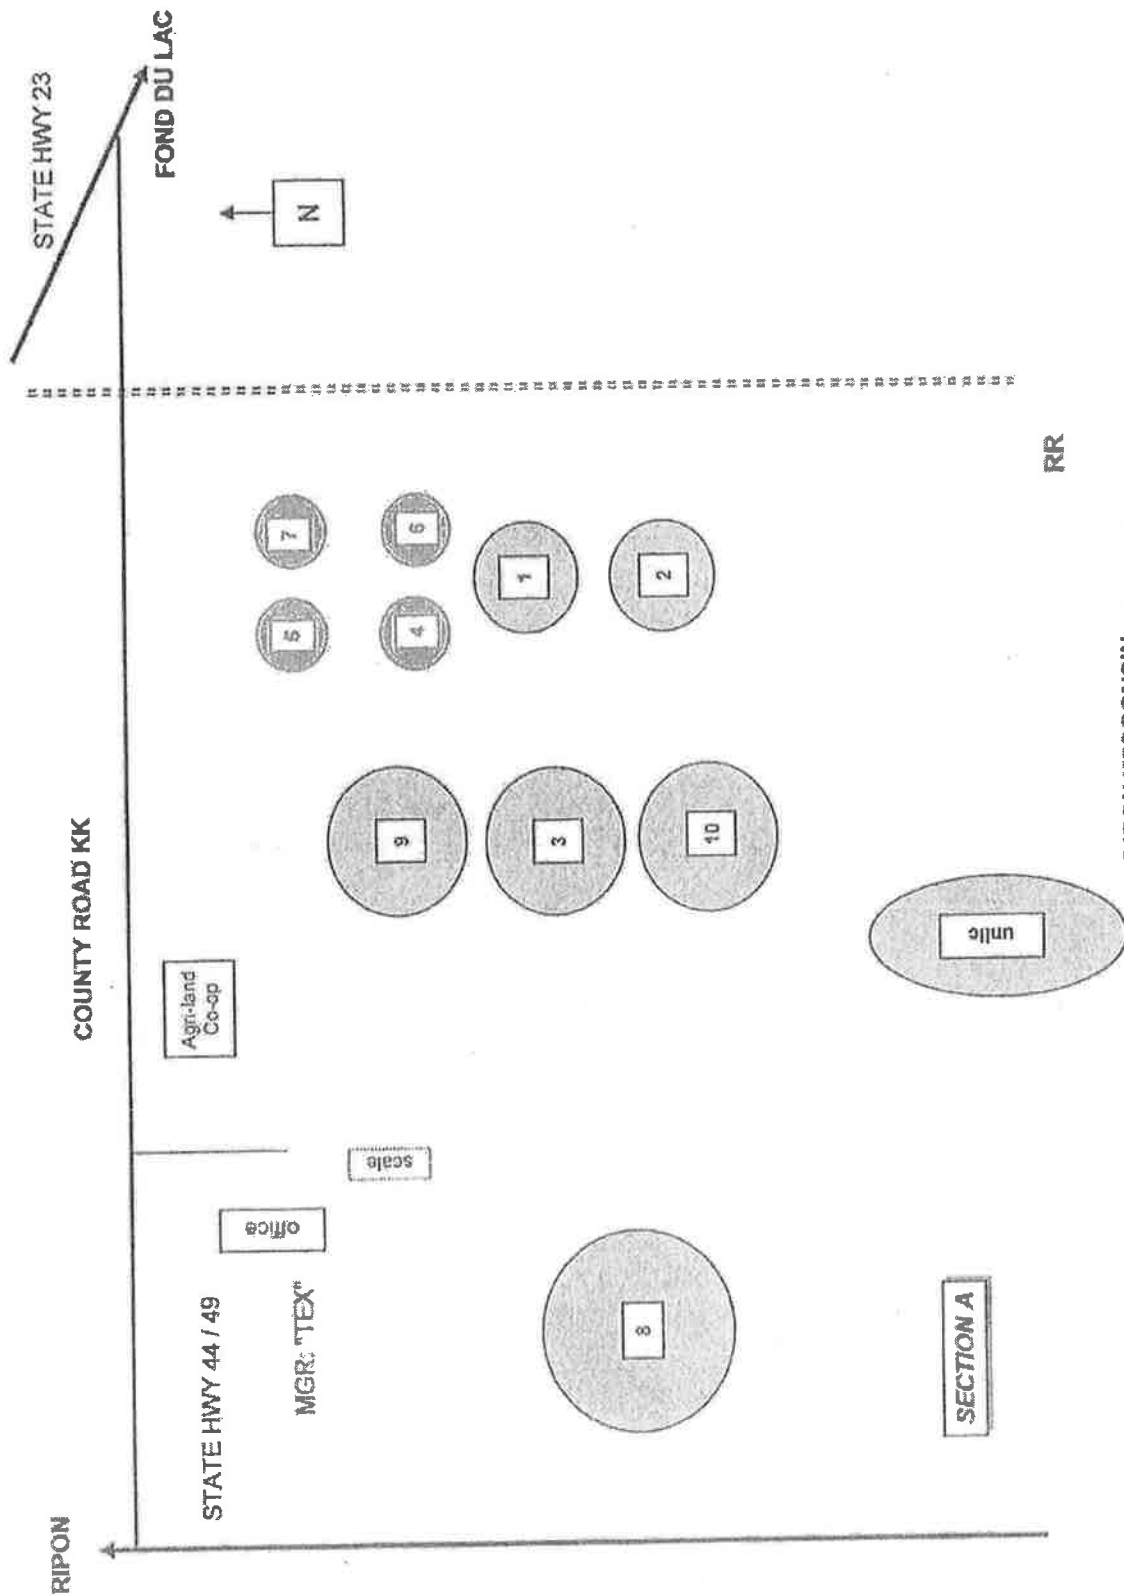 RIPON
STATE HWY 44 / 49
MGR: "TEX"
office
scale
COUNTY ROAD KK
Agri-land
Co-op
STATE HWY 23
FOND DU LAC
N
5
7
4
6
9
1
3
2
8
10
unlic
SECTION A
RR